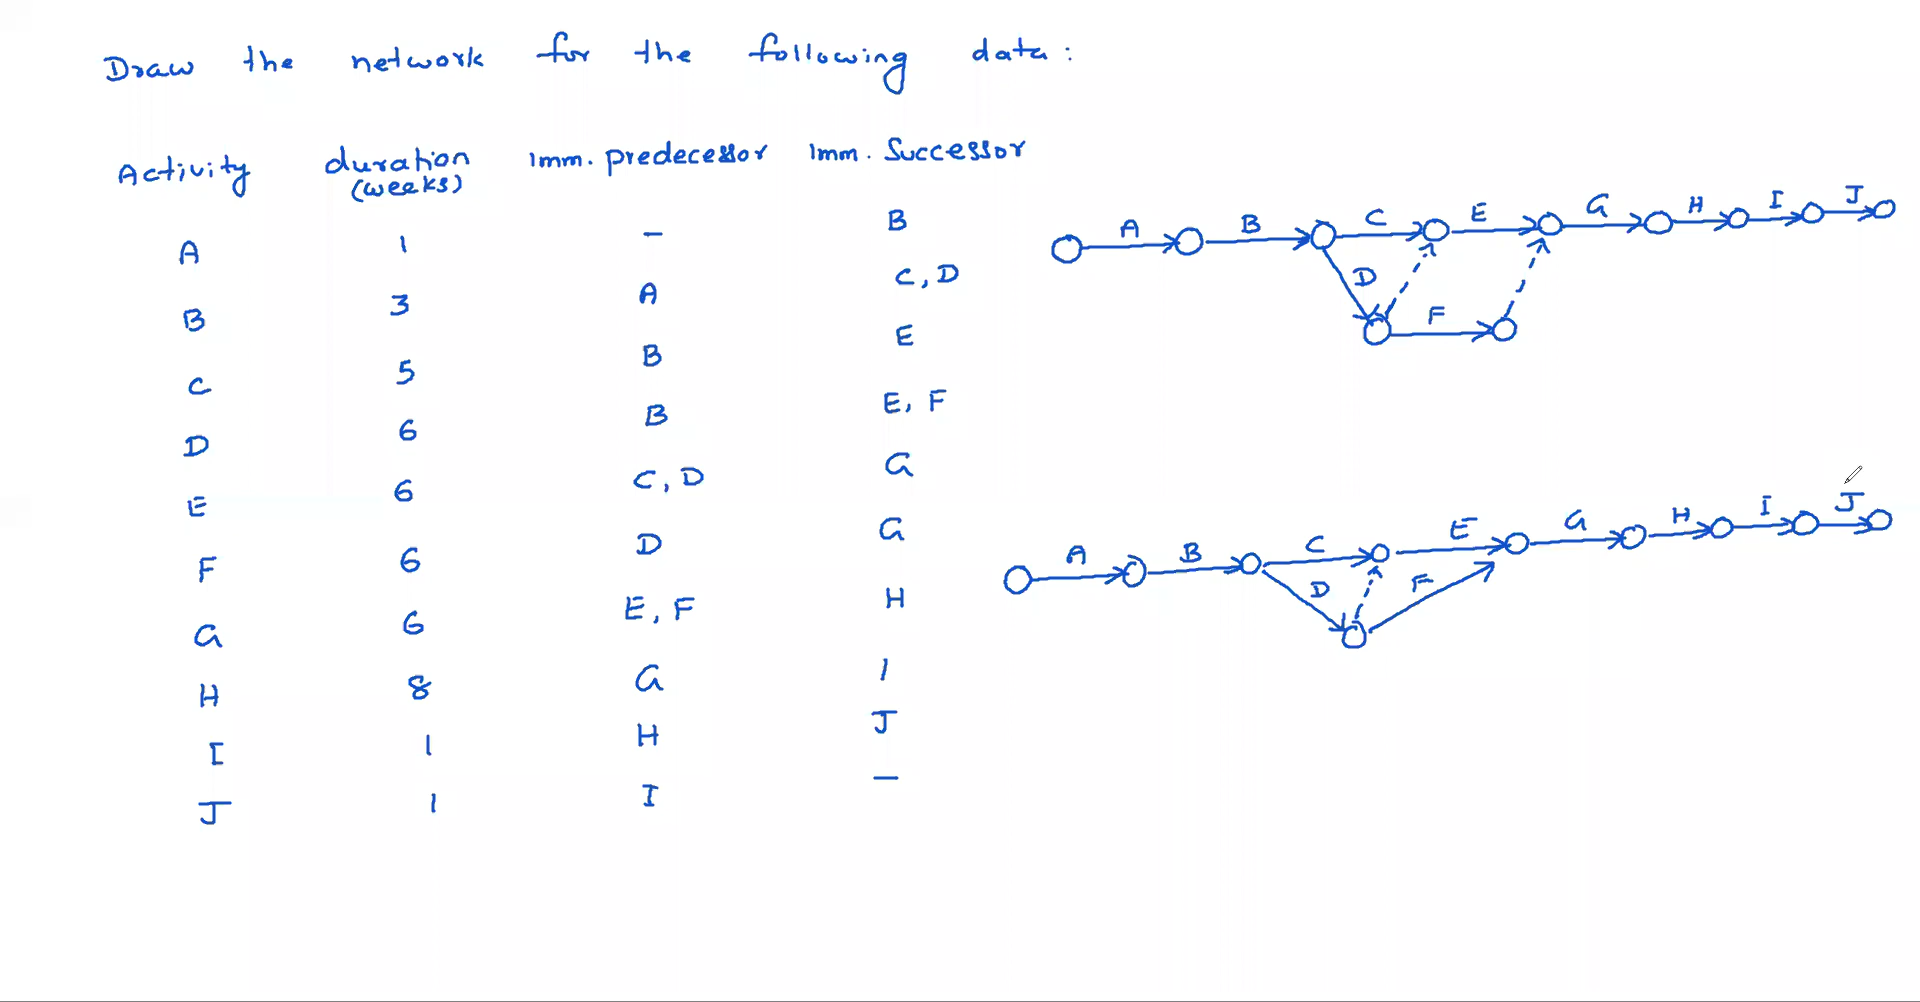 Draw the network for the following data:
Activity duration (weeks) Imm. predecessor Imm. Successor
A 1 – B
B 3 A C, D
C 5 B E
D 6 B E, F
E 6 C, D G
F 6 D G
G 6 E, F H
H 8 G I
I 1 H J
J 1 I –
A B C E G H I J
D F
A B C E G H I J
D F